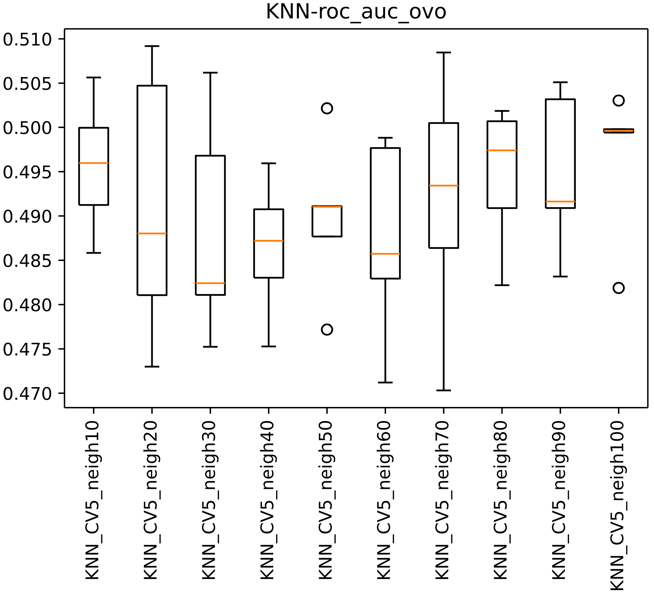 KNN-roc_auc_ovo
0.510
0.505
0.500
0.495
0.490
0.485
0.480
0.475
0.470
KNN_CV5_neigh10
KNN_CV5_neigh20
KNN_CV5_neigh30
KNN_CV5_neigh40
KNN_CV5_neigh50
KNN_CV5_neigh60
KNN_CV5_neigh70
KNN_CV5_neigh80
KNN_CV5_neigh90
KNN_CV5_neigh100